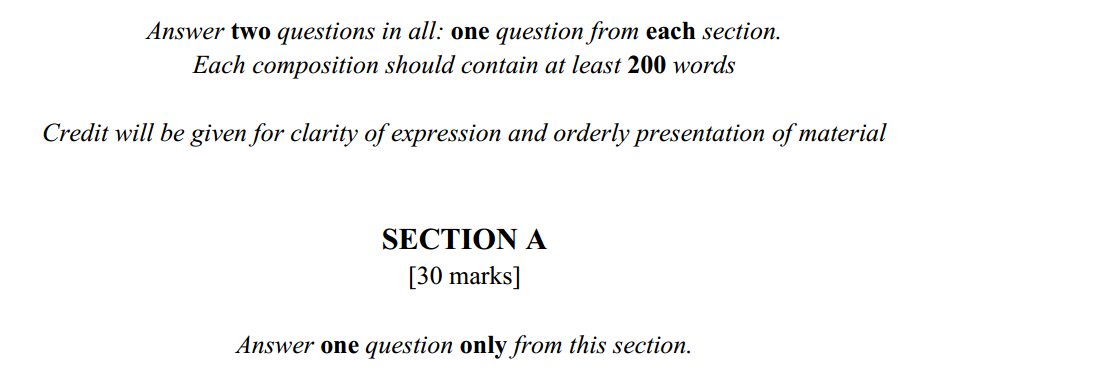 Answer two questions in all: one question from each section.
Each composition should contain at least 200 words
Credit will be given for clarity of expression and orderly presentation of material
SECTION A
[30 marks]
Answer one question only from this section.